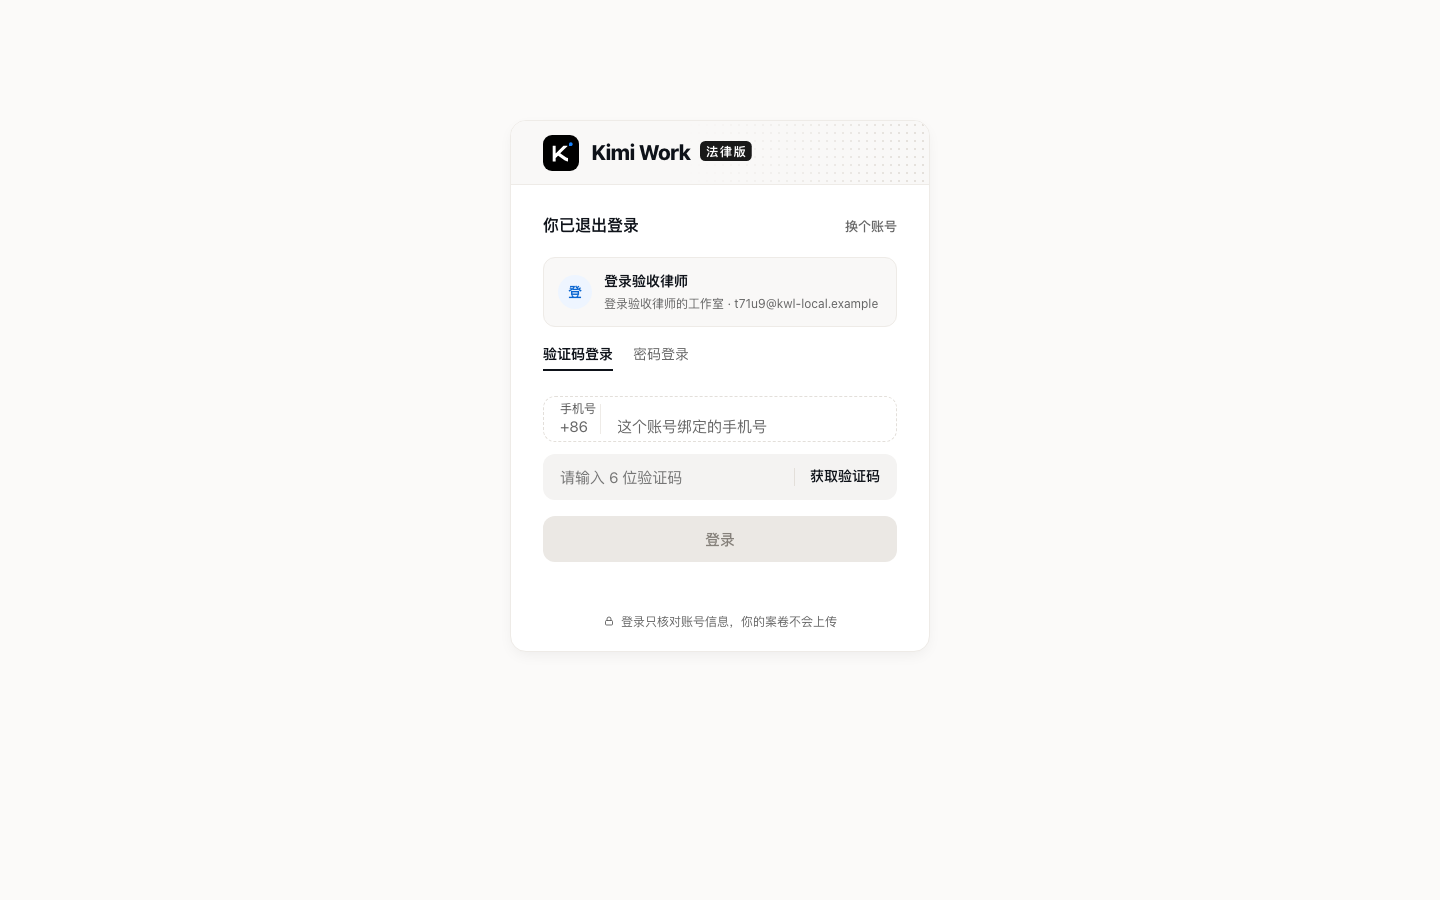 Kimi Work 法律版
你已退出登录 换个账号
登 登录验收律师
登录验收律师的工作室 · t71u9@kwl-local.example
验证码登录 密码登录
手机号
+86 这个账号绑定的手机号
请输入 6 位验证码 获取验证码
登录
登录只核对账号信息，你的案卷不会上传